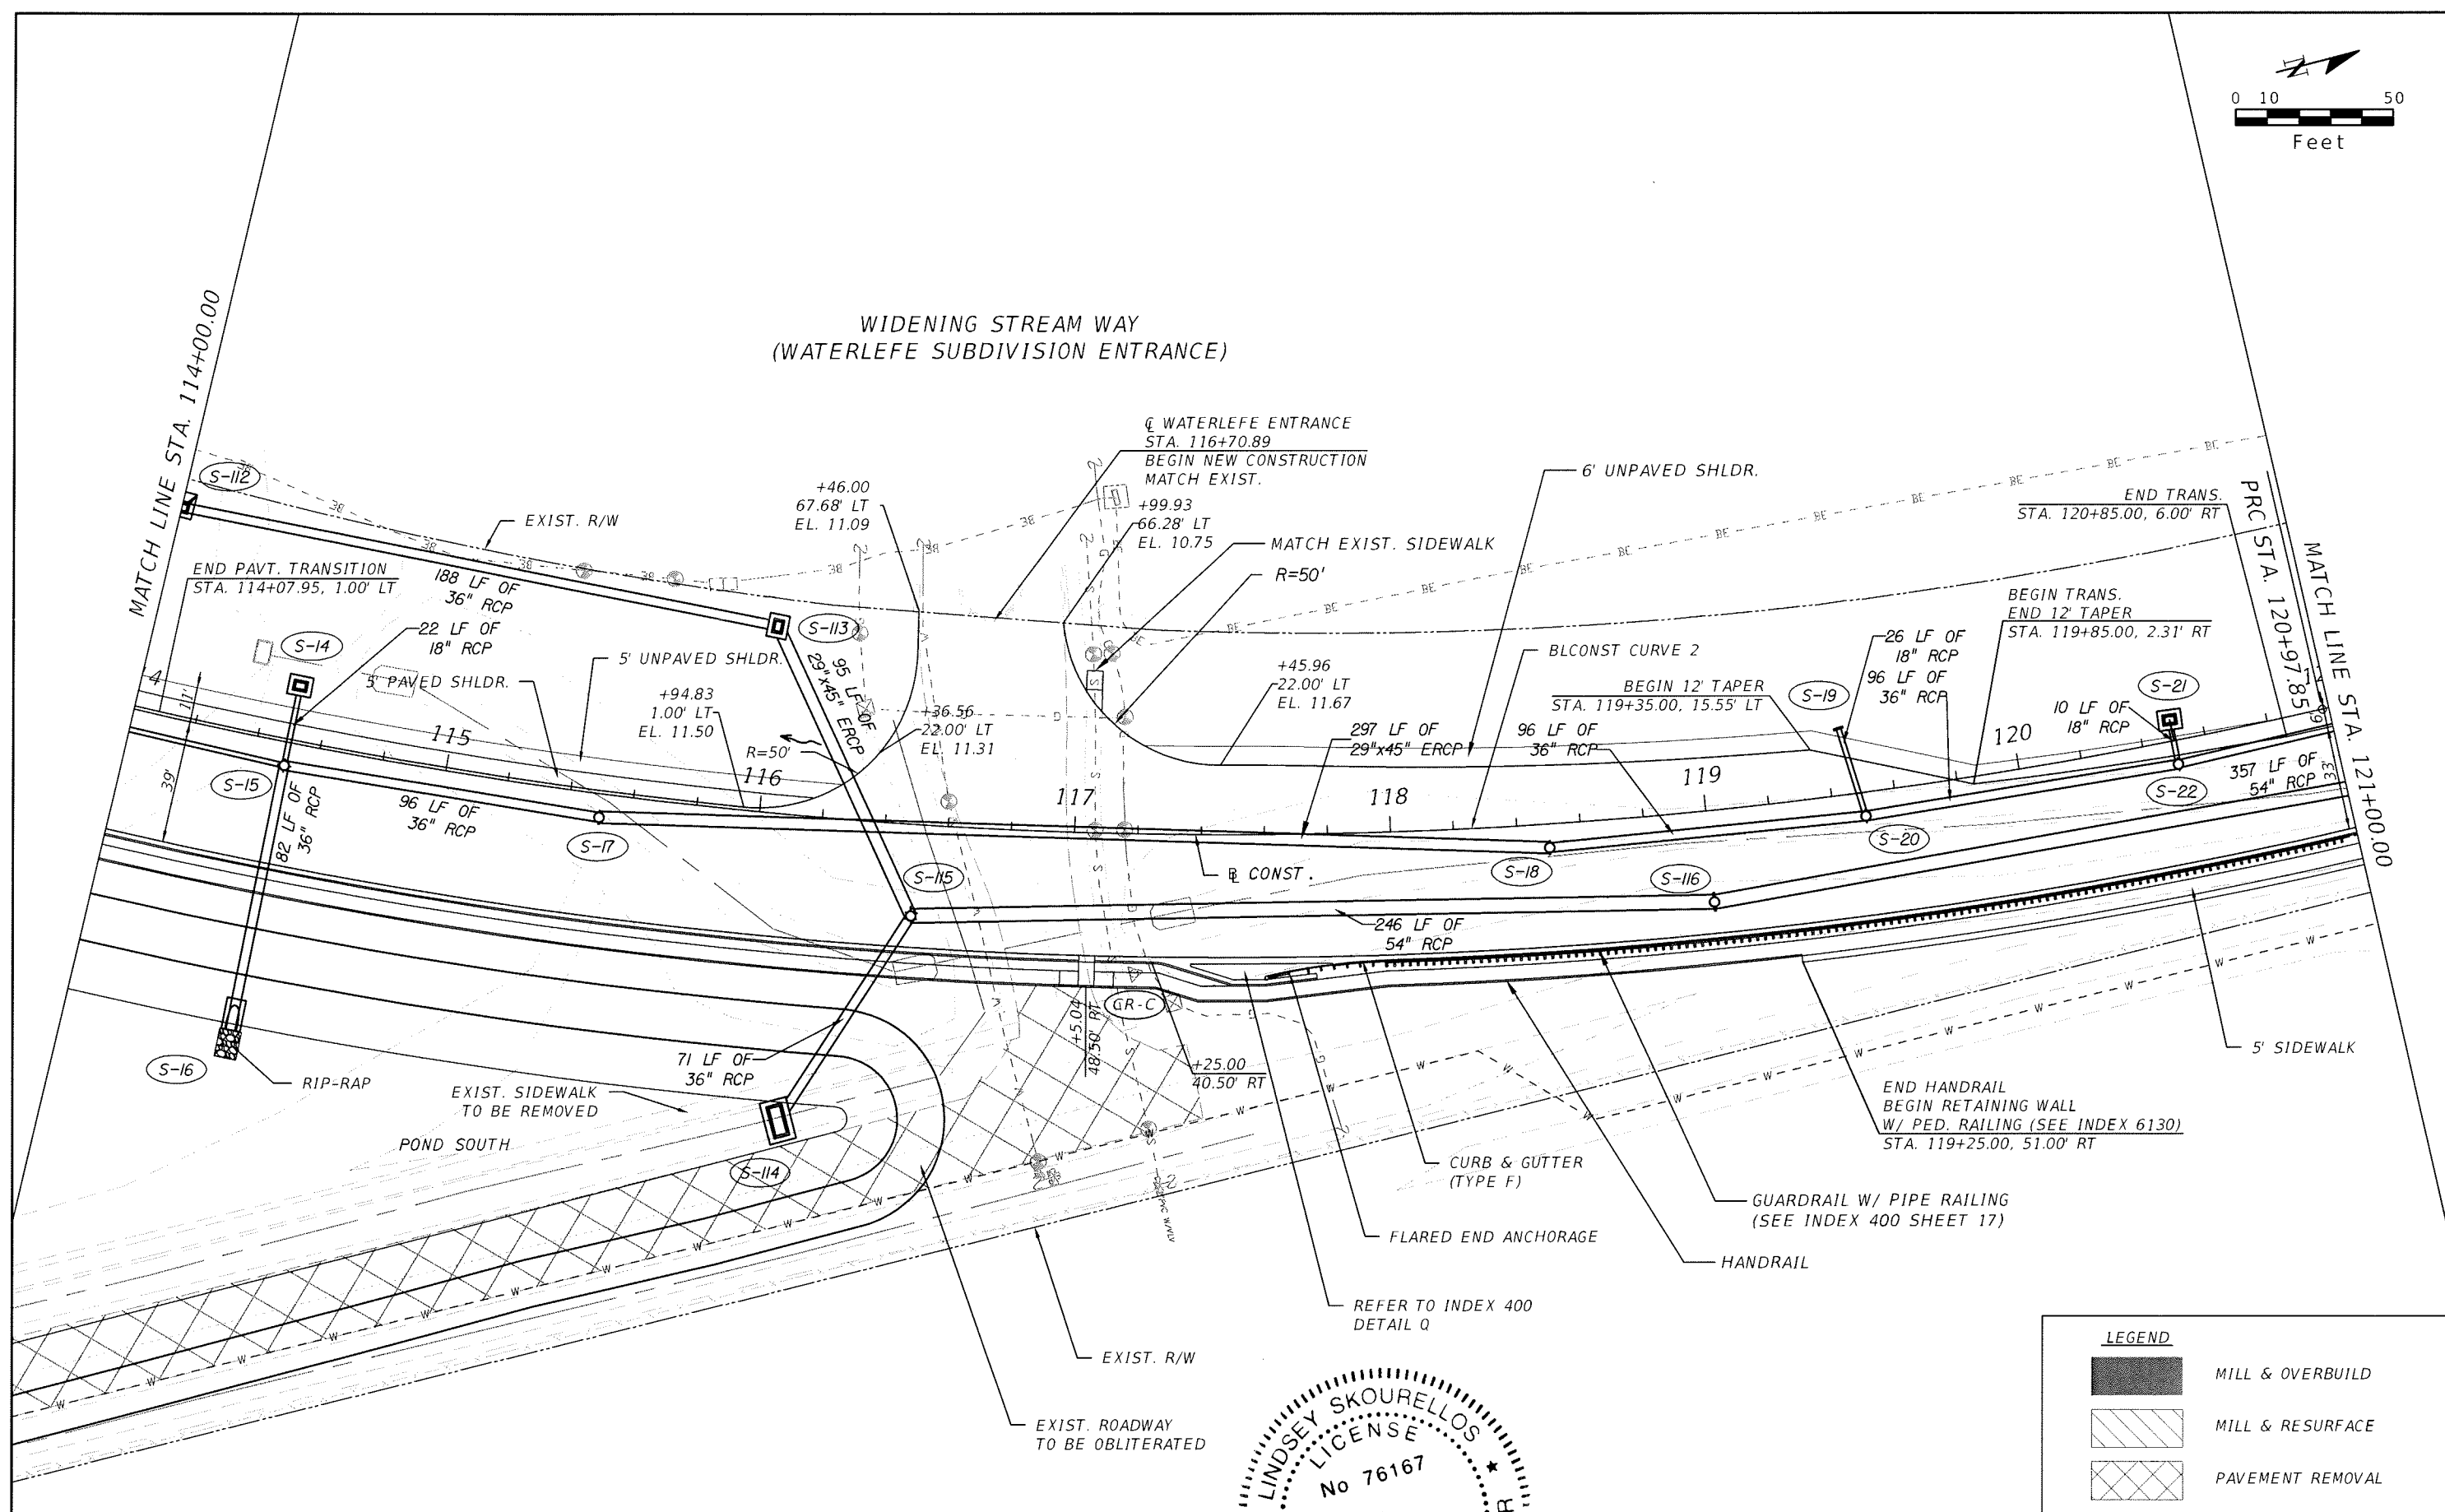 0 10 50
Feet
WIDENING STREAM WAY
(WATERLEFE SUBDIVISION ENTRANCE)
MATCH LINE STA. 114+00.00
S-112
EXIST. R/W
END PAVT. TRANSITION
STA. 114+07.95, 1.00' LT
188 LF OF
36" RCP
22 LF OF
18" RCP
S-14
5' PAVED SHLDR.
5' UNPAVED SHLDR.
S-113
95 LF OF
29"x45" ERCP
+46.00
67.68' LT
EL. 11.09
℄ WATERLEFE ENTRANCE
STA. 116+70.89
BEGIN NEW CONSTRUCTION
MATCH EXIST.
+99.93
66.28' LT
EL. 10.75
MATCH EXIST. SIDEWALK
R=50'
6' UNPAVED SHLDR.
END TRANS.
STA. 120+85.00, 6.00' RT
PRC STA. 120+97.85
MATCH LINE STA. 121+00.00
BEGIN TRANS.
END 12' TAPER
STA. 119+85.00, 2.31' RT
BLCONST CURVE 2
26 LF OF
18" RCP
96 LF OF
36" RCP
BEGIN 12' TAPER
STA. 119+35.00, 15.55' LT
S-19
S-21
10 LF OF
18" RCP
+45.96
22.00' LT
EL. 11.67
297 LF OF
29"x45" ERCP
96 LF OF
36" RCP
+94.83
1.00' LT
EL. 11.50
R=50'
+36.56
22.00' LT
EL. 11.31
11'
39'
115
116
117
118
119
120
S-15
82 LF OF
36" RCP
96 LF OF
36" RCP
S-17
S-115
BL CONST.
S-18
S-116
S-20
S-22
357 LF OF
54" RCP
33'
246 LF OF
54" RCP
GR-C
+5.04
48.50' RT
+25.00
40.50' RT
71 LF OF
36" RCP
S-16
RIP-RAP
EXIST. SIDEWALK
TO BE REMOVED
POND SOUTH
S-114
5' SIDEWALK
END HANDRAIL
BEGIN RETAINING WALL
W/ PED. RAILING (SEE INDEX 6130)
STA. 119+25.00, 51.00' RT
CURB & GUTTER
(TYPE F)
GUARDRAIL W/ PIPE RAILING
(SEE INDEX 400 SHEET 17)
FLARED END ANCHORAGE
HANDRAIL
REFER TO INDEX 400
DETAIL Q
EXIST. R/W
EXIST. ROADWAY
TO BE OBLITERATED
LINDSEY SKOURELLOS
LICENSE
No 76167
LEGEND
MILL & OVERBUILD
MILL & RESURFACE
PAVEMENT REMOVAL